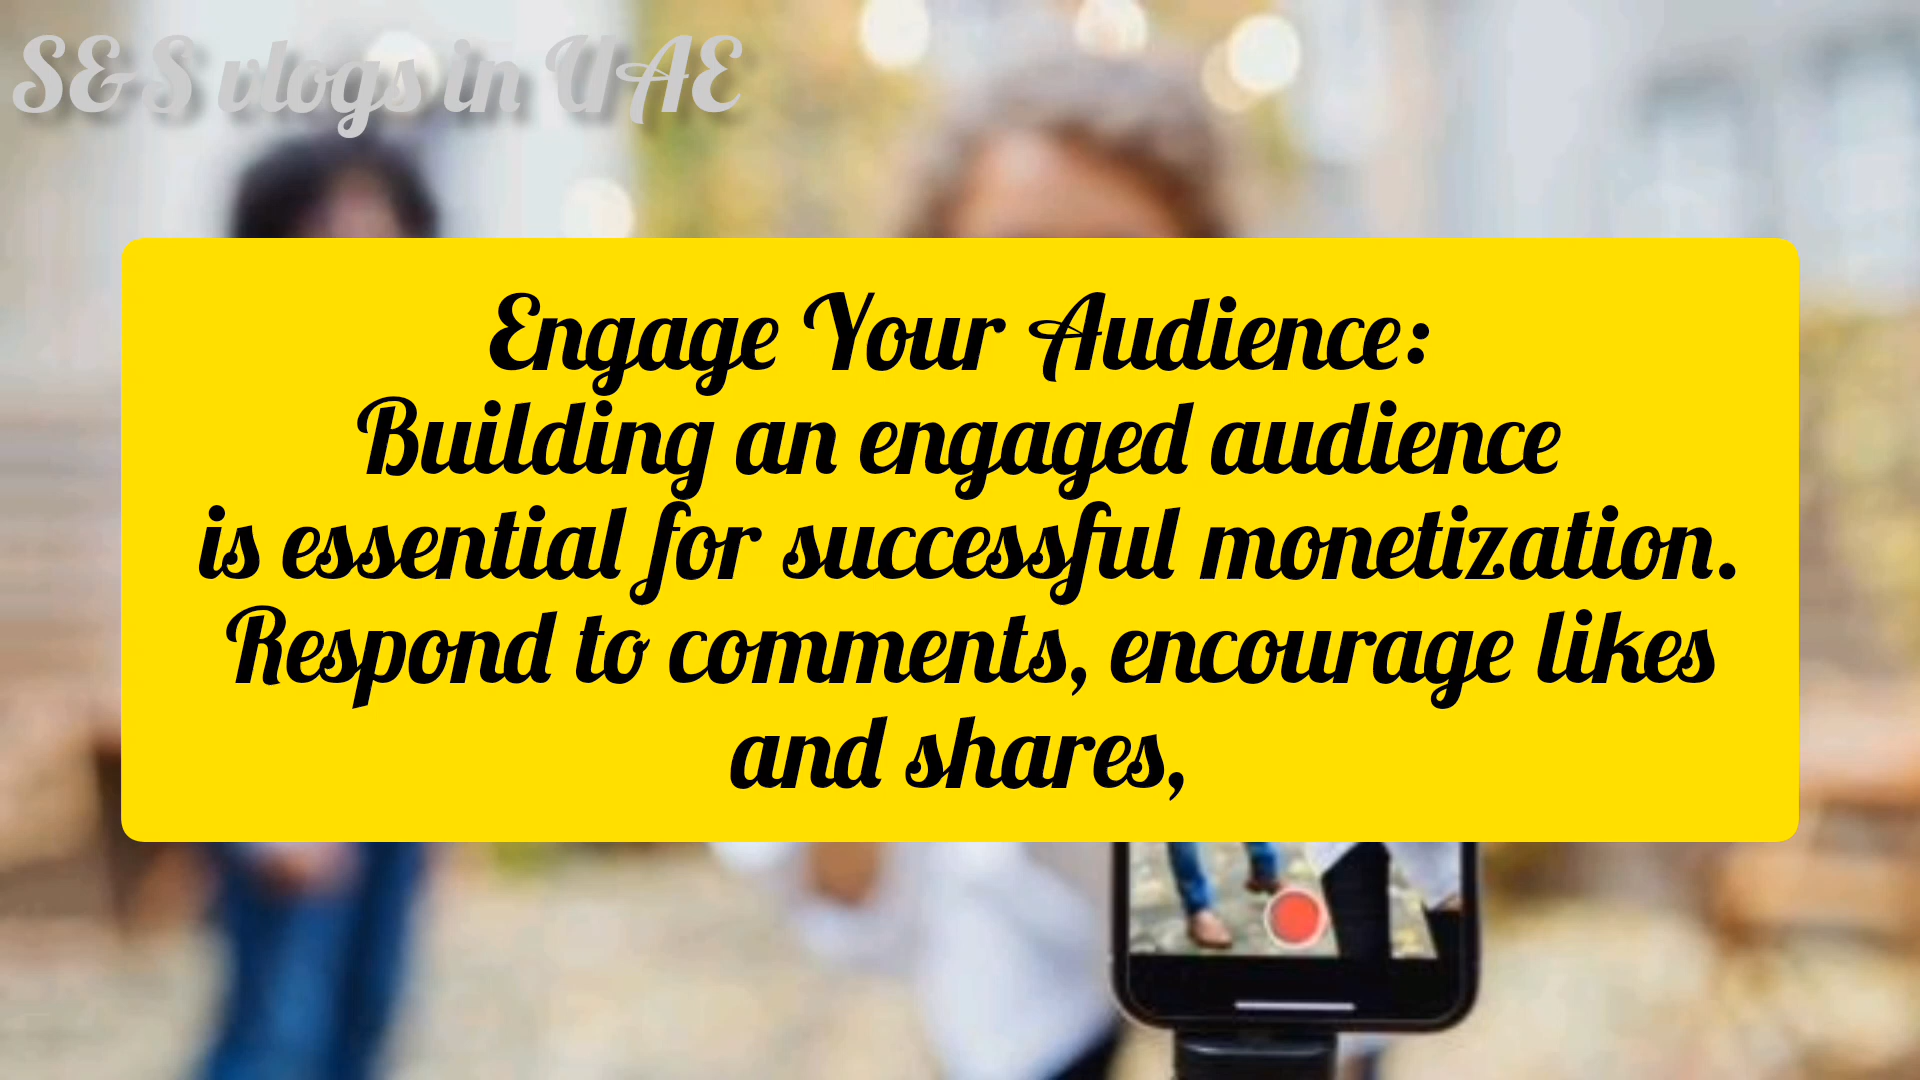 S&S vlogs in UAE
Engage Your Audience:
Building an engaged audience
is essential for successful monetization.
Respond to comments, encourage likes
and shares,